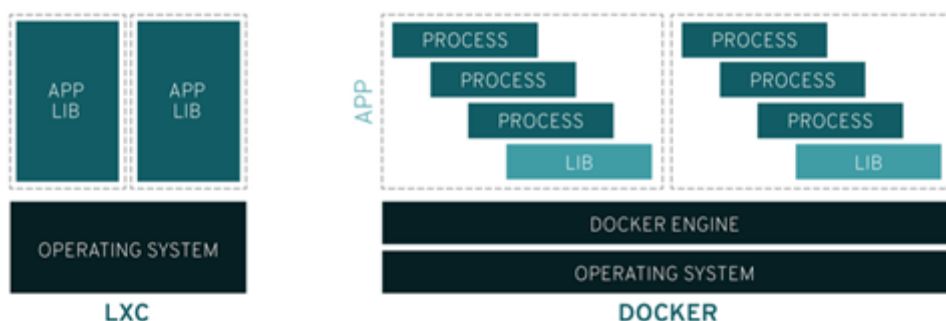 APP
LIB
APP
LIB
OPERATING SYSTEM
LXC
APP
PROCESS
PROCESS
PROCESS
LIB
PROCESS
PROCESS
PROCESS
LIB
DOCKER ENGINE
OPERATING SYSTEM
DOCKER